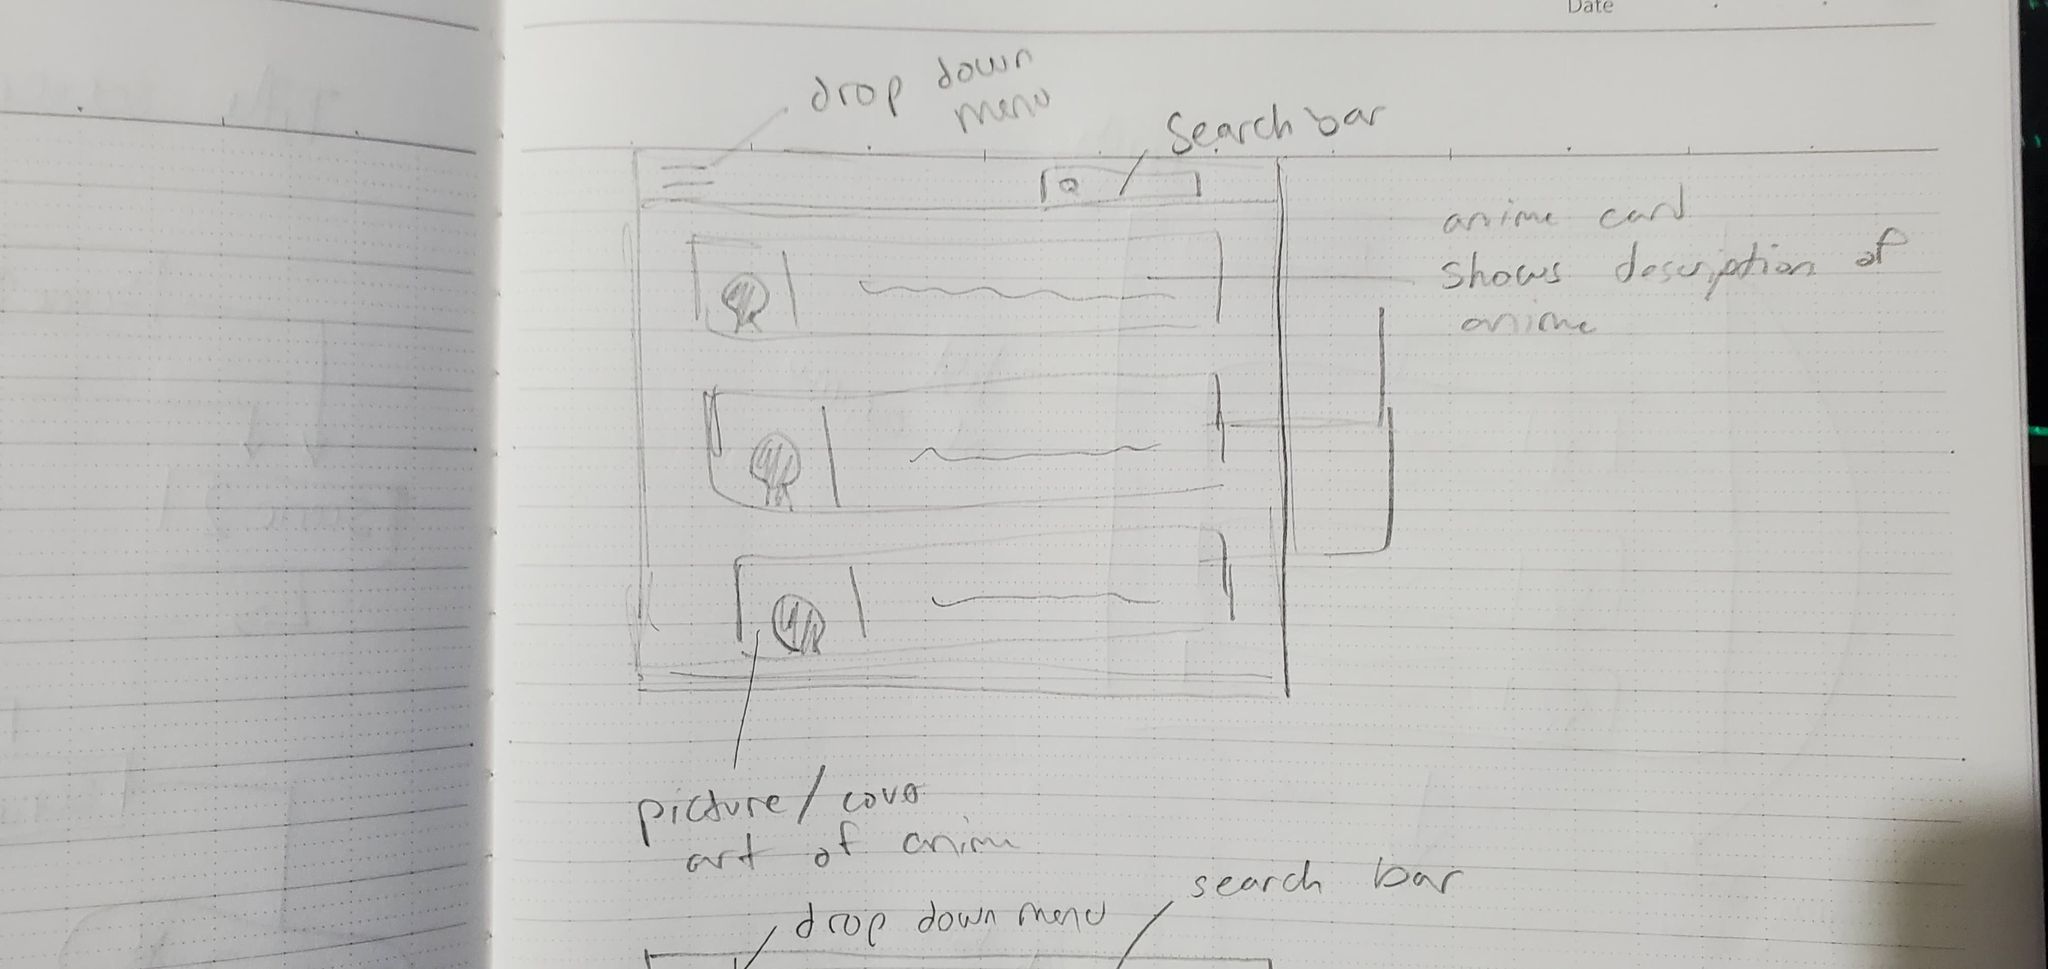 Date
drop down
menu
Search bar
anime card
shows description of
anime
picture / cover
art of anime
search bar
drop down menu